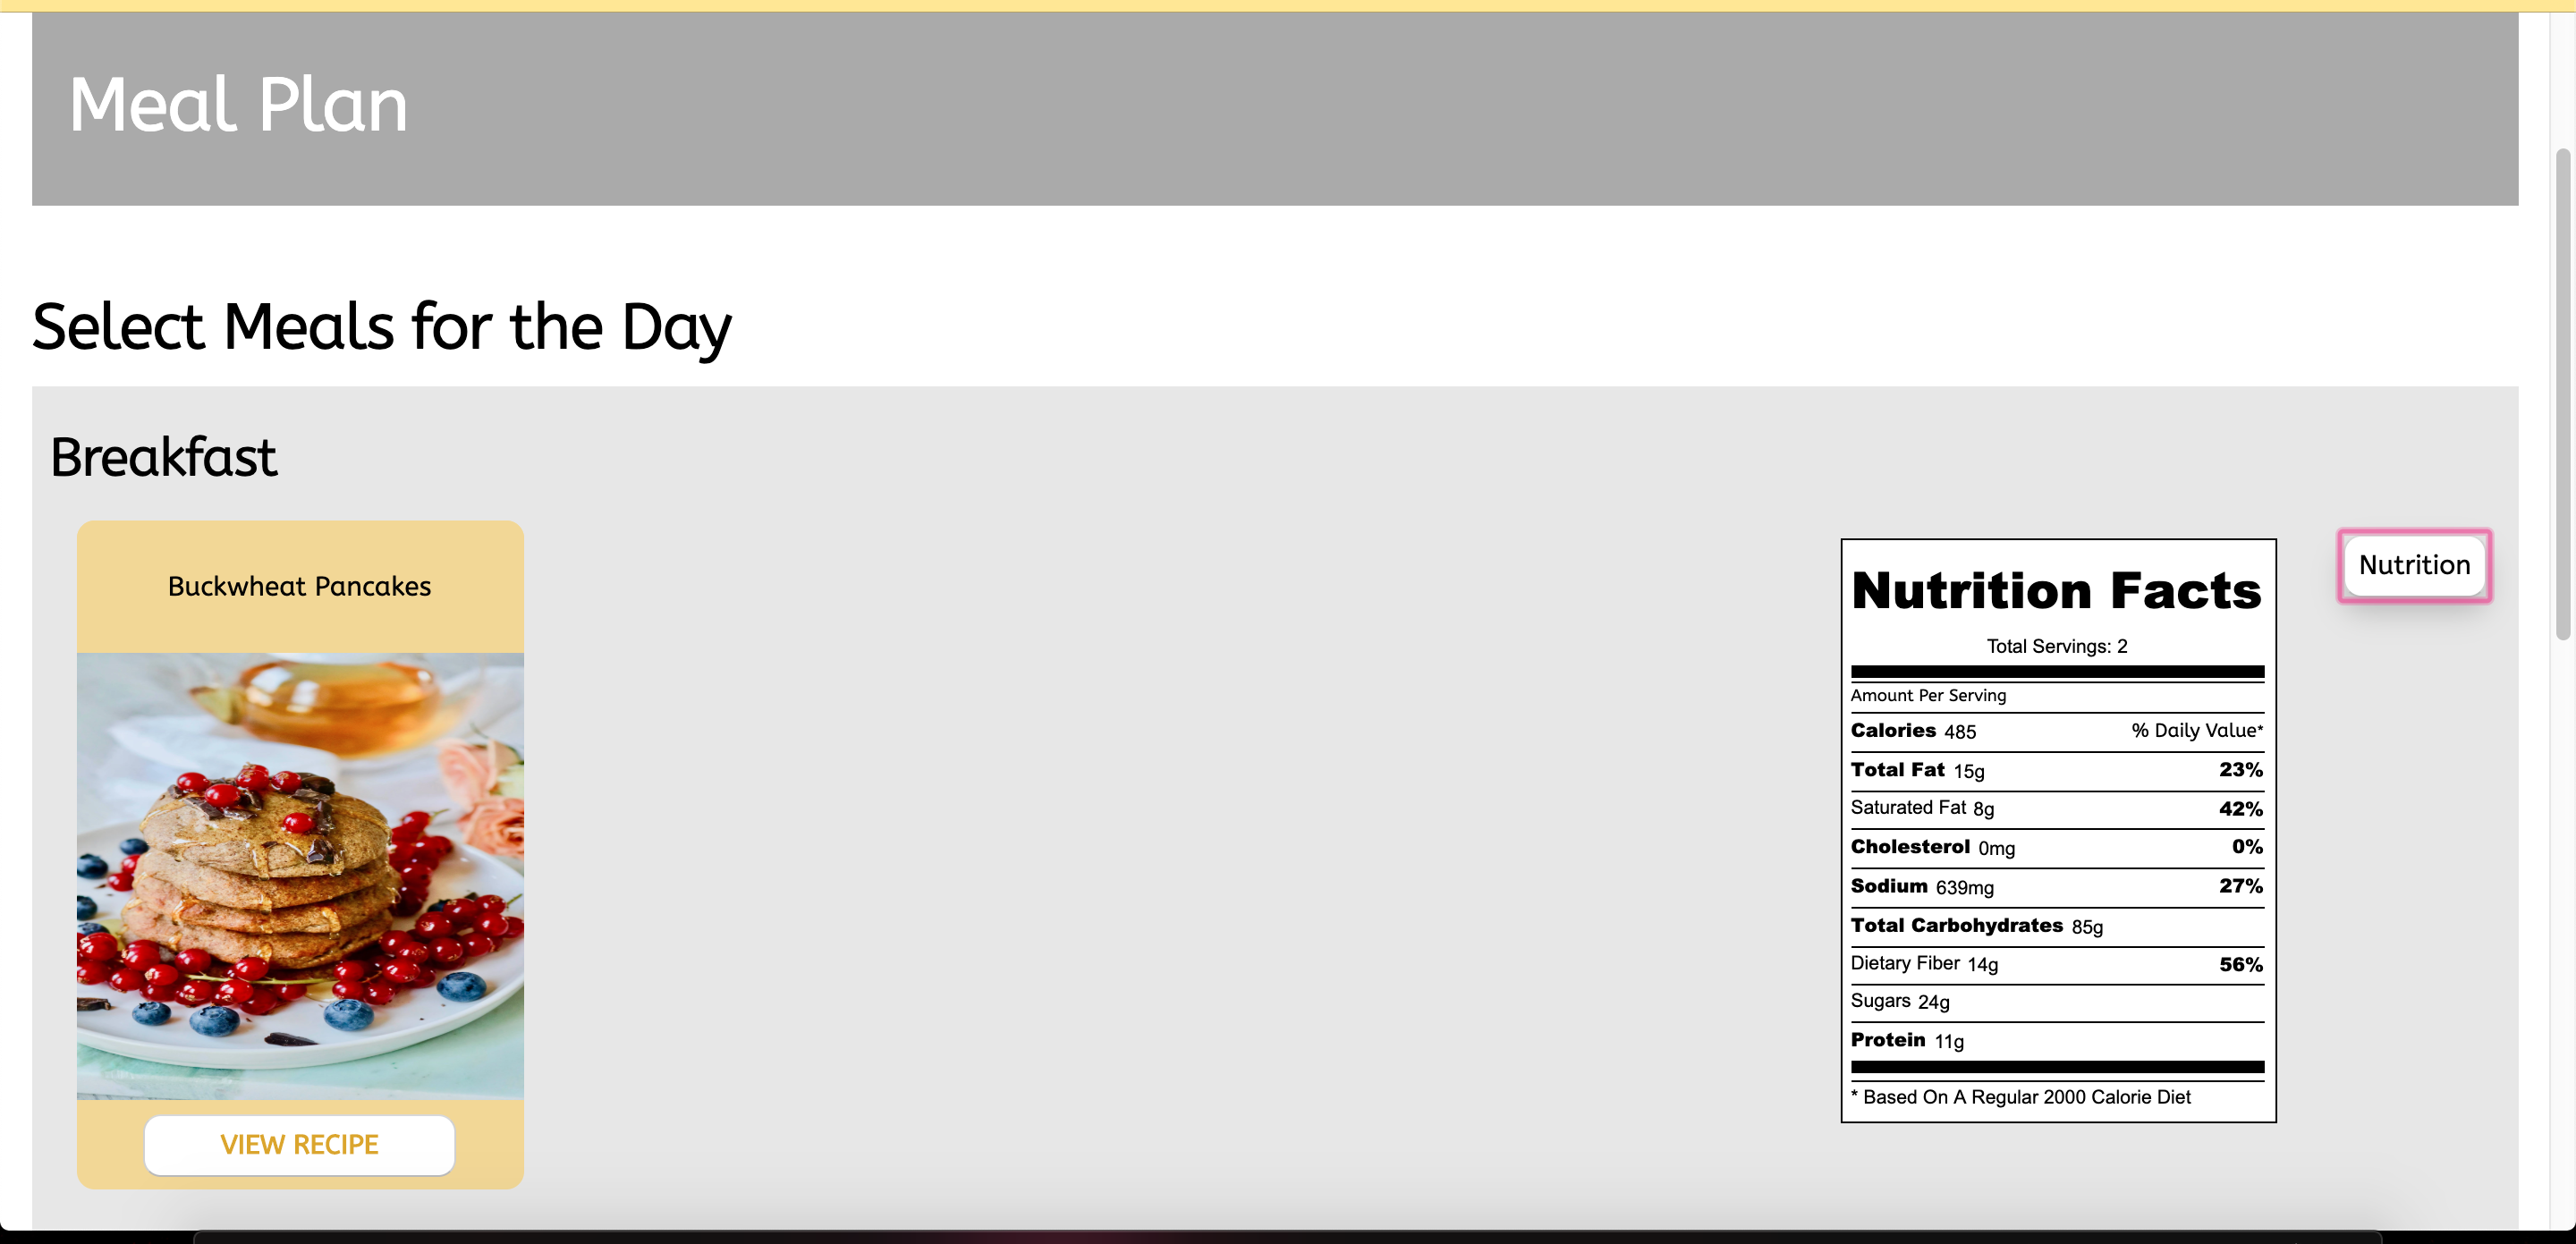 Meal Plan
Select Meals for the Day
Breakfast
Buckwheat Pancakes
VIEW RECIPE
Nutrition Facts
Total Servings: 2
Amount Per Serving
Calories 485 % Daily Value*
Total Fat 15g 23%
Saturated Fat 8g 42%
Cholesterol 0mg 0%
Sodium 639mg 27%
Total Carbohydrates 85g
Dietary Fiber 14g 56%
Sugars 24g
Protein 11g
* Based On A Regular 2000 Calorie Diet
Nutrition